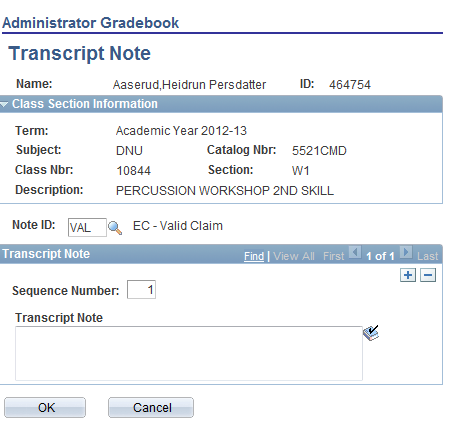 Administrator Gradebook
Transcript Note
Name: Aaserud,Heidrun Persdatter ID: 464754
Class Section Information
Term: Academic Year 2012-13
Subject: DNU Catalog Nbr: 5521CMD
Class Nbr: 10844 Section: W1
Description: PERCUSSION WORKSHOP 2ND SKILL
Note ID: VAL EC - Valid Claim
Transcript Note Find | View All First 1 of 1 Last
Sequence Number: 1
Transcript Note
OK Cancel